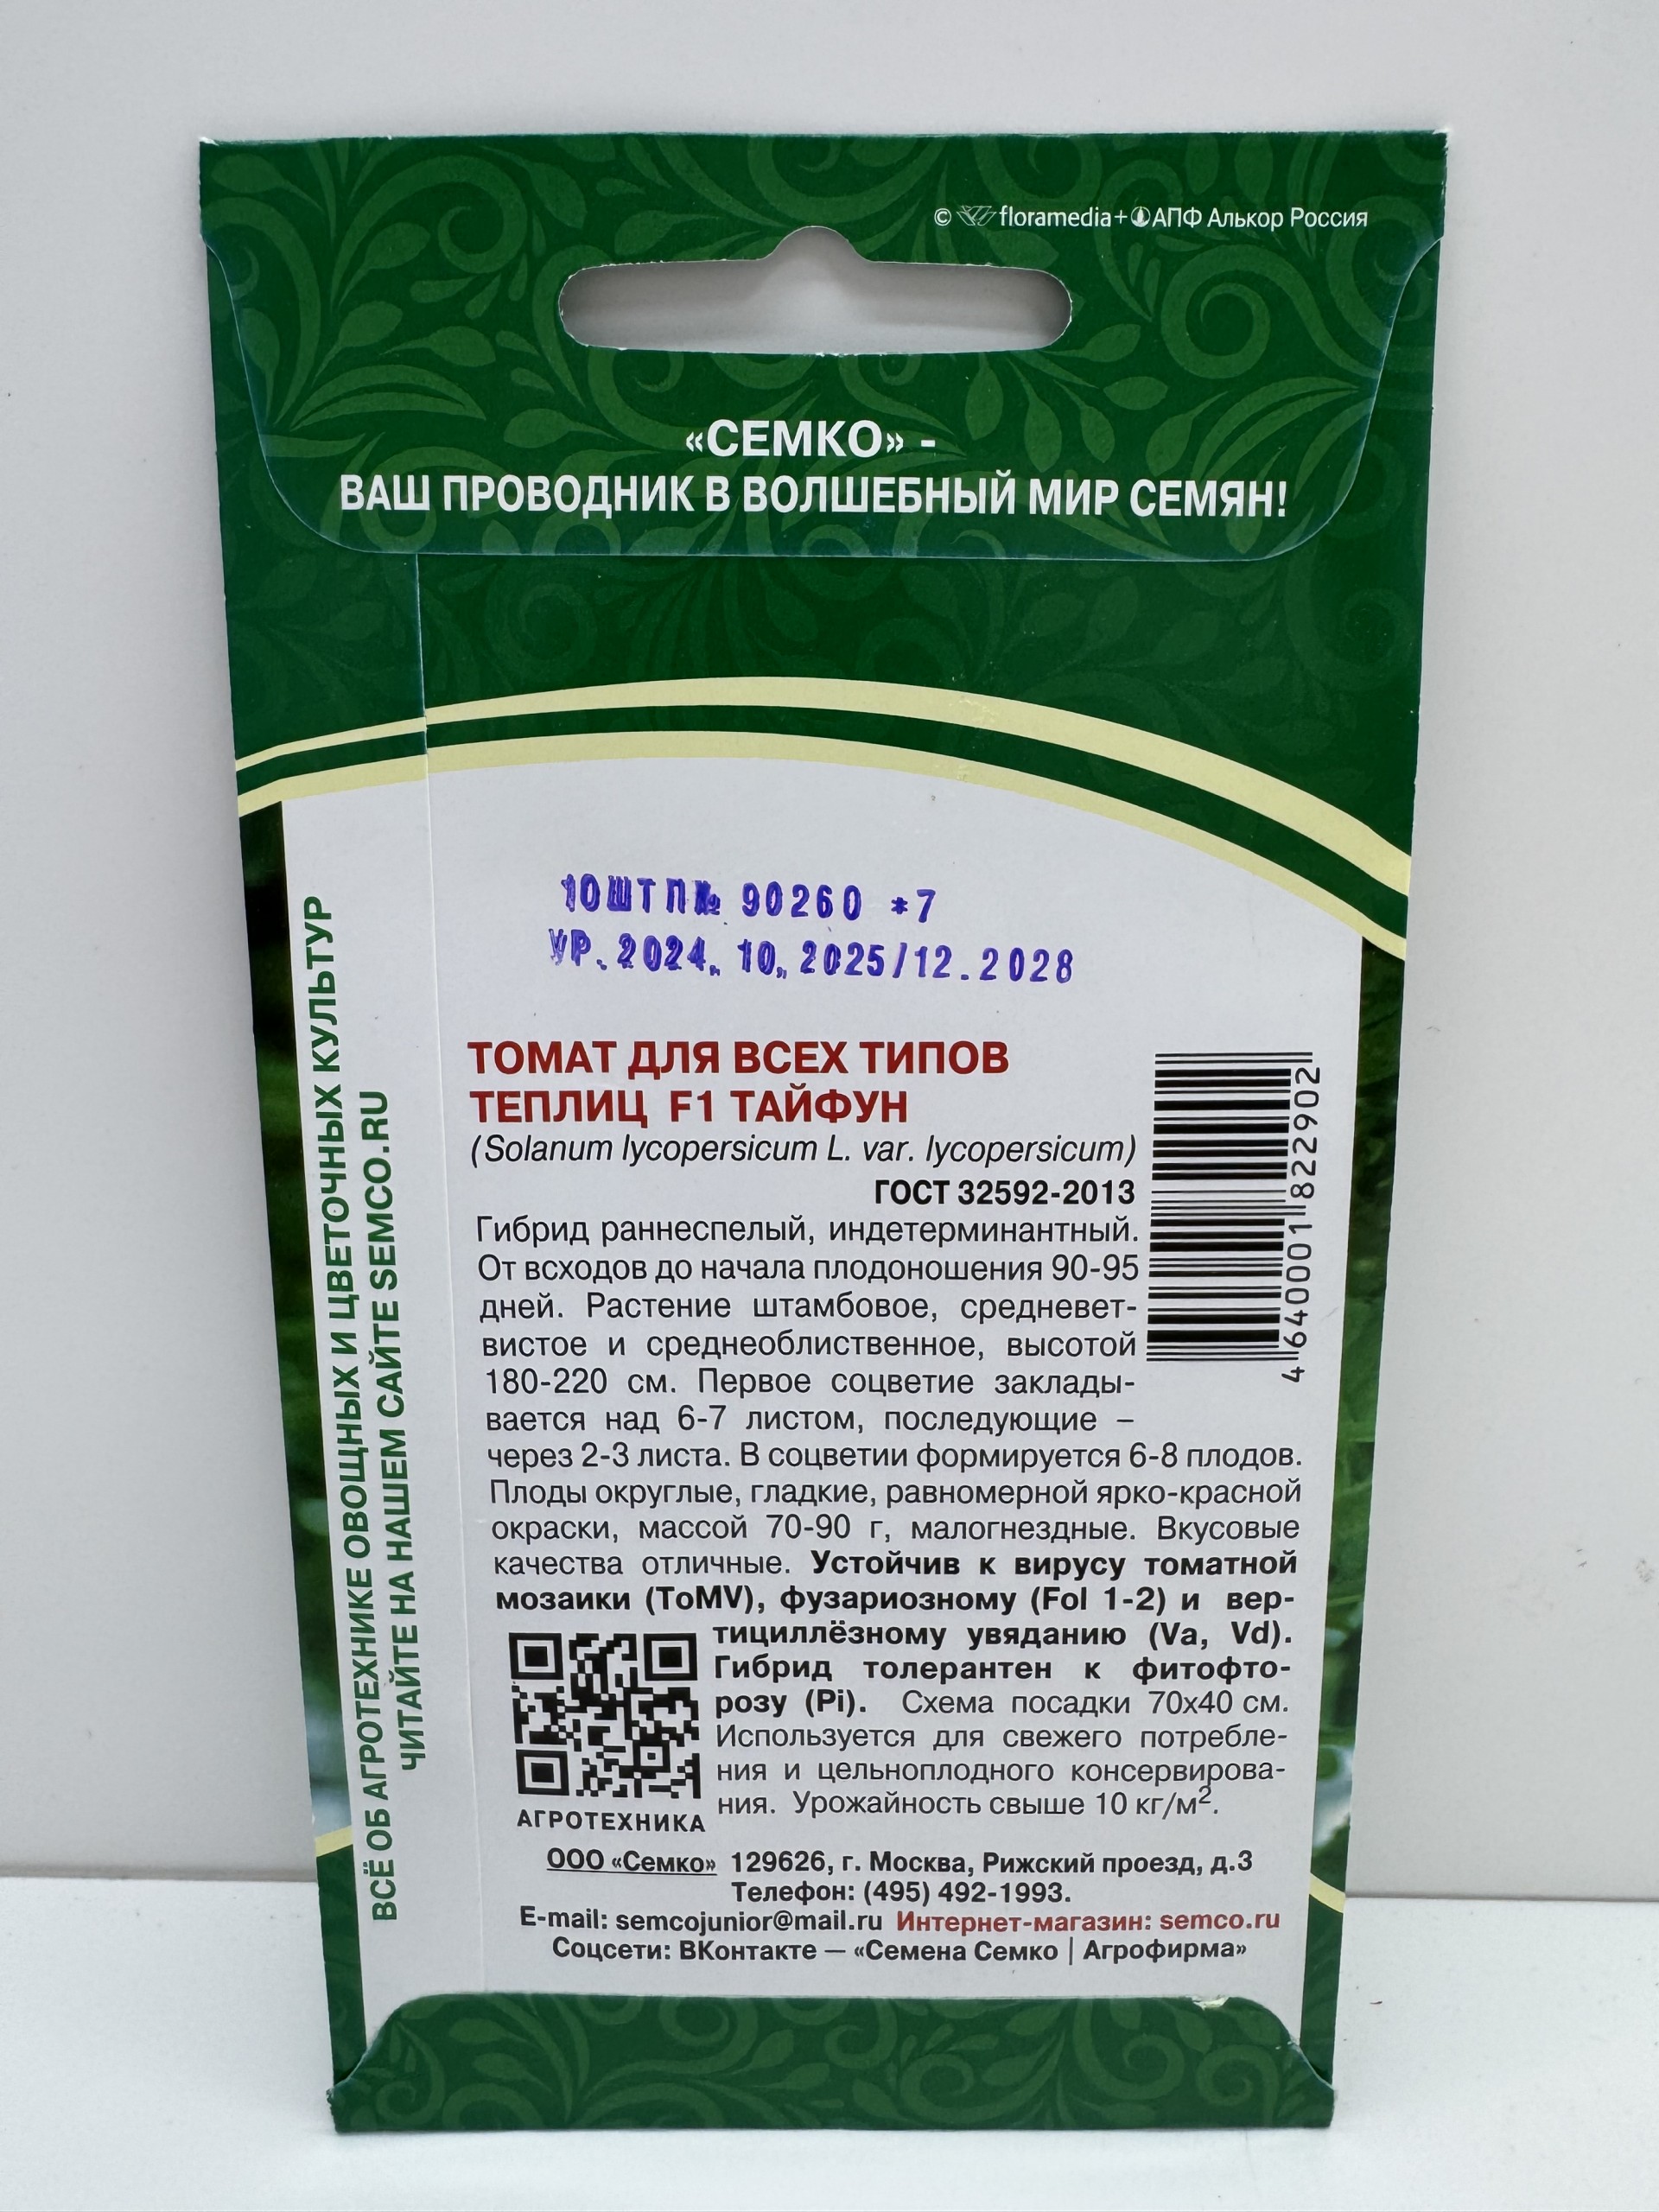 © floramedia+ АПФ Алькор Россия
«СЕМКО» -
ВАШ ПРОВОДНИК В ВОЛШЕБНЫЙ МИР СЕМЯН!
10ШТ П№ 90260 *7
УР.2024. 10.2025/12.2028
ТОМАТ ДЛЯ ВСЕХ ТИПОВ
ТЕПЛИЦ F1 ТАЙФУН
(Solanum lycopersicum L. var. lycopersicum)
ГОСТ 32592-2013
Гибрид раннеспелый, индетерминантный.
От всходов до начала плодоношения 90-95
дней. Растение штамбовое, средневет-
вистое и среднеоблиственное, высотой
180-220 см. Первое соцветие заклады-
вается над 6-7 листом, последующие –
через 2-3 листа. В соцветии формируется 6-8 плодов.
Плоды округлые, гладкие, равномерной ярко-красной
окраски, массой 70-90 г, малогнездные. Вкусовые
качества отличные. Устойчив к вирусу томатной
мозаики (ToMV), фузариозному (Fol 1-2) и вер-
тициллёзному увяданию (Va, Vd).
Гибрид толерантен к фитофто-
розу (Pi). Схема посадки 70х40 см.
Используется для свежего потребле-
ния и цельноплодного консервирова-
ния. Урожайность свыше 10 кг/м².
АГРОТЕХНИКА
ООО «Семко» 129626, г. Москва, Рижский проезд, д.3
Телефон: (495) 492-1993.
E-mail: semcojunior@mail.ru Интернет-магазин: semco.ru
Соцсети: ВКонтакте — «Семена Семко | Агрофирма»
4 640001 822902
ВСЁ ОБ АГРОТЕХНИКЕ ОВОЩНЫХ И ЦВЕТОЧНЫХ КУЛЬТУР
ЧИТАЙТЕ НА НАШЕМ САЙТЕ SEMCO.RU